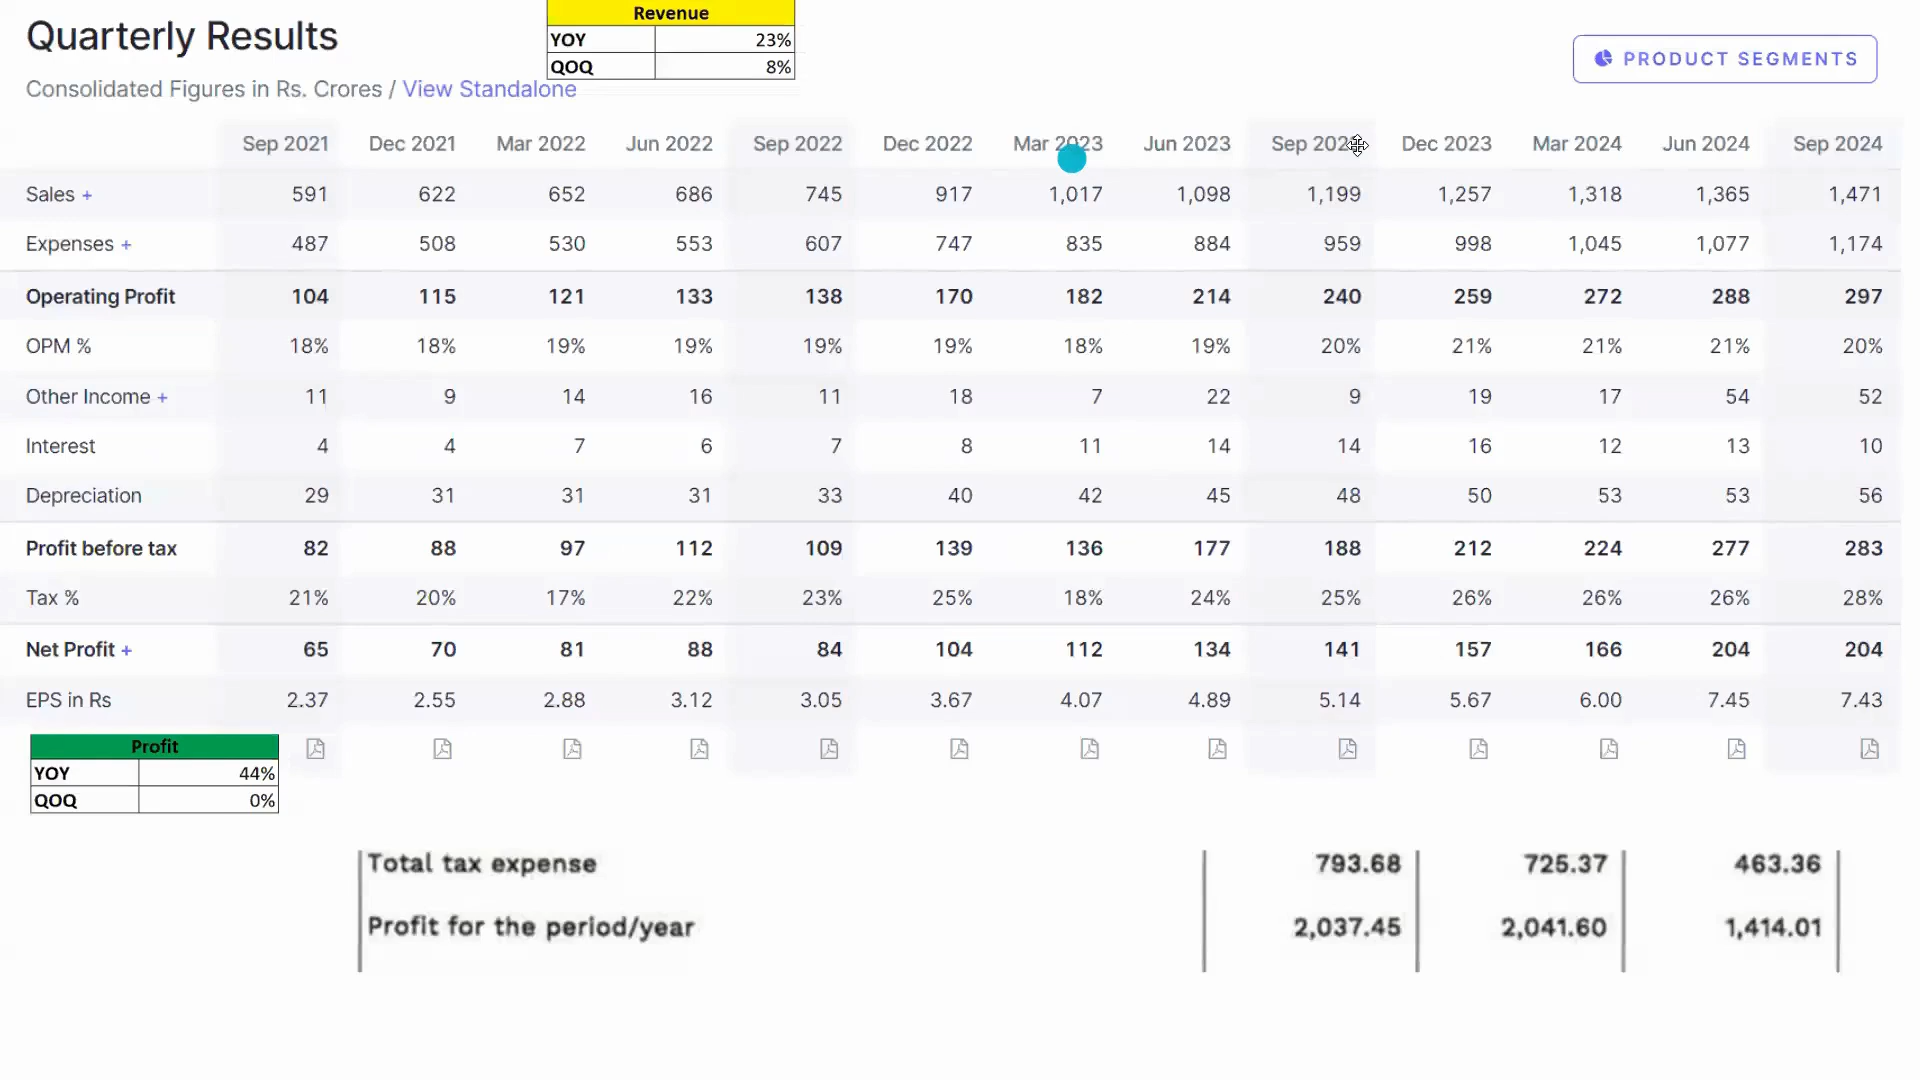 Quarterly Results
Revenue
YOY 23%
QOQ 8%
PRODUCT SEGMENTS
Consolidated Figures in Rs. Crores / View Standalone
Sep 2021 Dec 2021 Mar 2022 Jun 2022 Sep 2022 Dec 2022 Mar 2023 Jun 2023 Sep 2023 Dec 2023 Mar 2024 Jun 2024 Sep 2024
Sales + 591 622 652 686 745 917 1,017 1,098 1,199 1,257 1,318 1,365 1,471
Expenses + 487 508 530 553 607 747 835 884 959 998 1,045 1,077 1,174
Operating Profit 104 115 121 133 138 170 182 214 240 259 272 288 297
OPM % 18% 18% 19% 19% 19% 19% 18% 19% 20% 21% 21% 21% 20%
Other Income + 11 9 14 16 11 18 7 22 9 19 17 54 52
Interest 4 4 7 6 7 8 11 14 14 16 12 13 10
Depreciation 29 31 31 31 33 40 42 45 48 50 53 53 56
Profit before tax 82 88 97 112 109 139 136 177 188 212 224 277 283
Tax % 21% 20% 17% 22% 23% 25% 18% 24% 25% 26% 26% 26% 28%
Net Profit + 65 70 81 88 84 104 112 134 141 157 166 204 204
EPS in Rs 2.37 2.55 2.88 3.12 3.05 3.67 4.07 4.89 5.14 5.67 6.00 7.45 7.43
Profit
YOY 44%
QOQ 0%
Total tax expense 793.68 725.37 463.36
Profit for the period/year 2,037.45 2,041.60 1,414.01